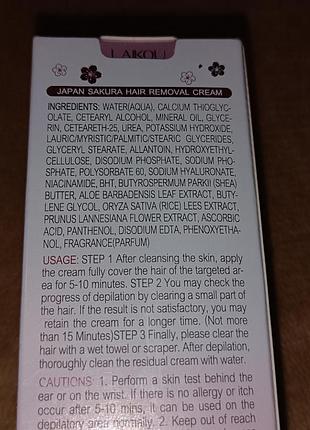 LAIKOU
JAPAN SAKURA HAIR REMOVAL CREAM
INGREDIENTS: WATER(AQUA), CALCIUM THIOGLYC-
OLATE, CETEARYL ALCOHOL, MINERAL OIL, GLYCE-
RIN, CETEARETH-25, UREA, POTASSIUM HYDROXIDE,
LAURIC/MYRISTIC/PALMITIC/STEARIC GLYCERIDES,
GLYCERYL STEARATE, ALLANTOIN, HYDROXYETHYL-
CELLULOSE, DISODIUM PHOSPHATE, SODIUM PHO-
SPHATE, POLYSORBATE 60, SODIUM HYALURONATE,
NIACINAMIDE, BHT, BUTYROSPERMUM PARKII (SHEA)
BUTTER, ALOE BARBADENSIS LEAF EXTRACT, BUTY-
LENE GLYCOL, ORYZA SATIVA (RICE) LEES EXTRACT,
PRUNUS LANNESIANA FLOWER EXTRACT, ASCORBIC
ACID, PANTHENOL, DISODIUM EDTA, PHENOXYETHA-
NOL, FRAGRANCE(PARFUM)
USAGE: STEP 1 After cleansing the skin, apply
the cream fully cover the hair of the targeted ar-
ea for 5-10 minutes. STEP 2 You may check the
progress of depilation by clearing a small part of
the hair. If the result is not satisfactory, you may
retain the cream for a longer time. (Not more
than 15 Minutes)STEP 3 Finally, please clear the
hair with a wet towel or scraper. After depilation,
thoroughly clean the residual cream with water.
CAUTIONS: 1. Perform a skin test behind the
ear or on the wrist. If there is no allergy or itch
occur after 5-10 mins, it can be used on the
depilatory area normally. 2. Keep out of reach